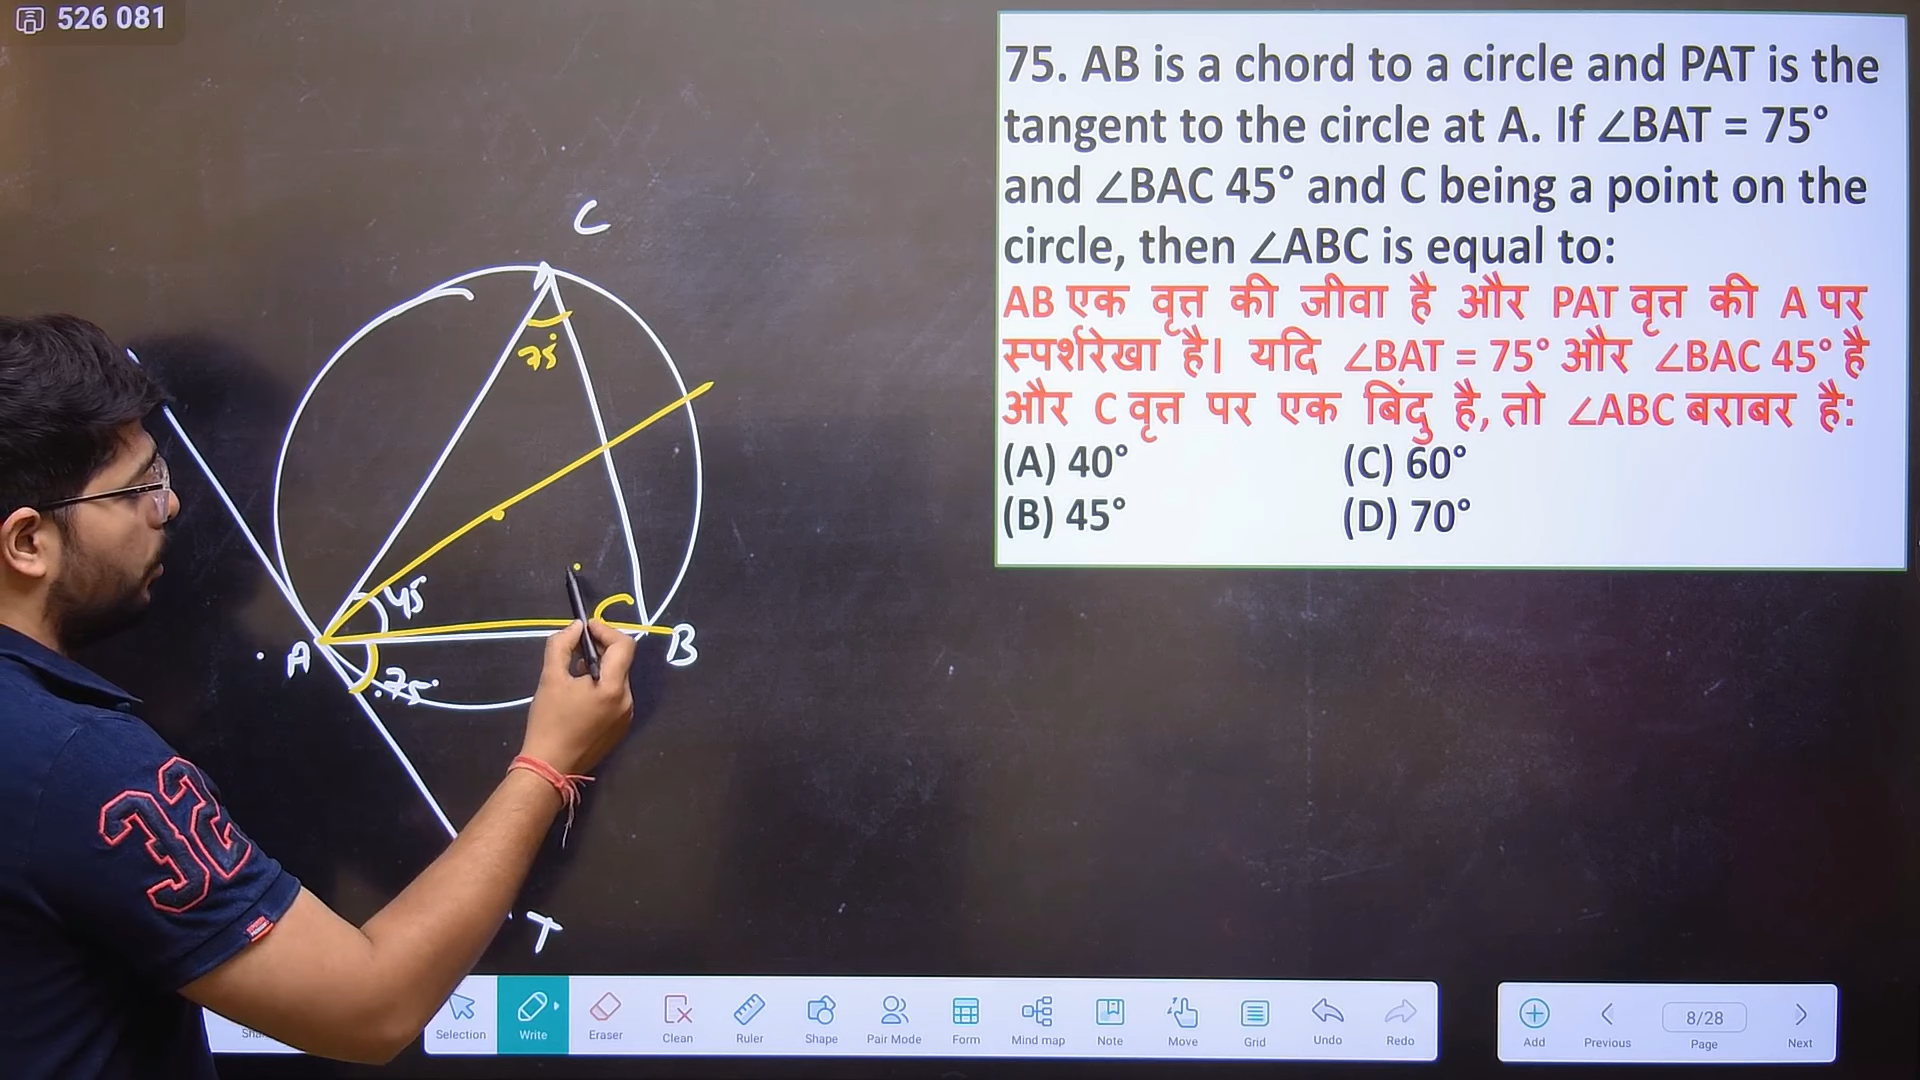 526 081
75. AB is a chord to a circle and PAT is the
tangent to the circle at A. If ∠BAT = 75°
and ∠BAC 45° and C being a point on the
circle, then ∠ABC is equal to:
AB एक वृत्त की जीवा है और PAT वृत्त की A पर
स्पर्शरेखा है। यदि ∠BAT = 75° और ∠BAC 45° है
और C वृत्त पर एक बिंदु है, तो ∠ABC बराबर है:
(A) 40° (C) 60°
(B) 45° (D) 70°
C
75°
45°
A
B
75°
T
32
Selection
Write
Eraser
Clean
Ruler
Shape
Pair Mode
Form
Mind map
Note
Move
Grid
Undo
Redo
Add
Previous
8/28
Page
Next